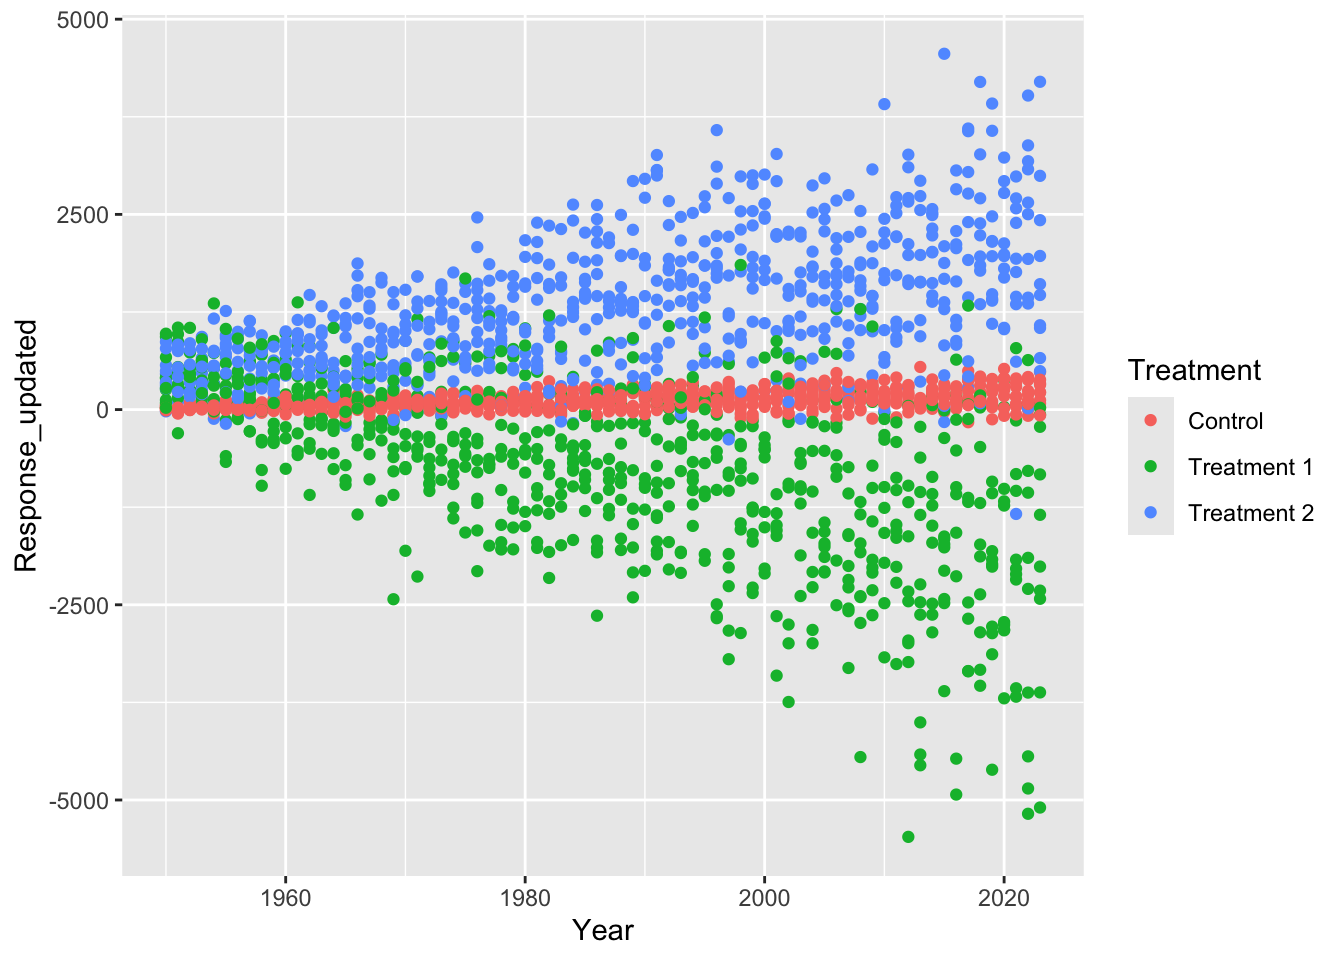 Response_updated
5000
2500
0
-2500
-5000
1960
1980
2000
2020
Year
Treatment
Control
Treatment 1
Treatment 2